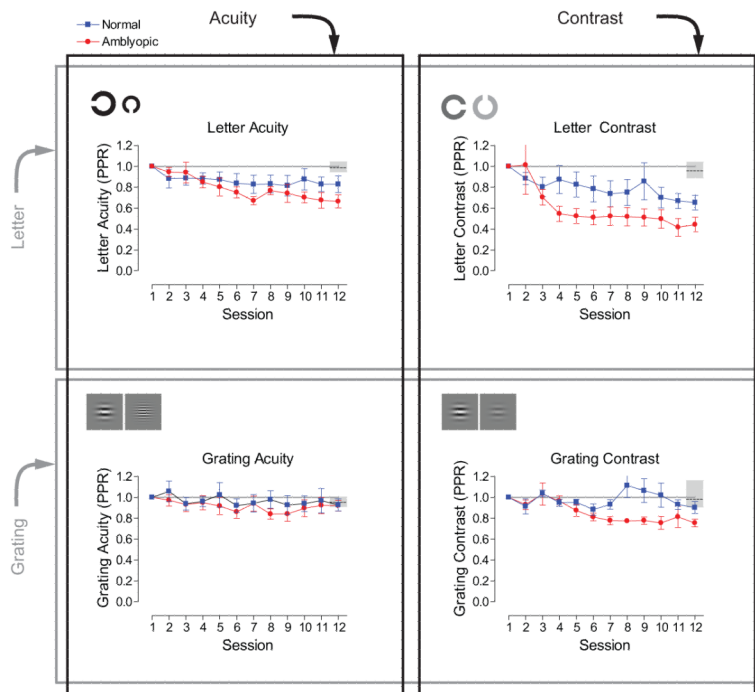 Acuity
Contrast
Normal
Amblyopic
Letter
Grating
Letter Acuity
Letter Acuity (PPR)
1.2
1.0
0.8
0.6
0.4
0.2
0.0
1 2 3 4 5 6 7 8 9 10 11 12
Session
Letter Contrast
Letter Contrast (PPR)
1.2
1.0
0.8
0.6
0.4
0.2
0.0
1 2 3 4 5 6 7 8 9 10 11 12
Session
Grating Acuity
Grating Acuity (PPR)
1.2
1.0
0.8
0.6
0.4
0.2
0.0
1 2 3 4 5 6 7 8 9 10 11 12
Session
Grating Contrast
Grating Contrast (PPR)
1.2
1.0
0.8
0.6
0.4
0.2
0.0
1 2 3 4 5 6 7 8 9 10 11 12
Session